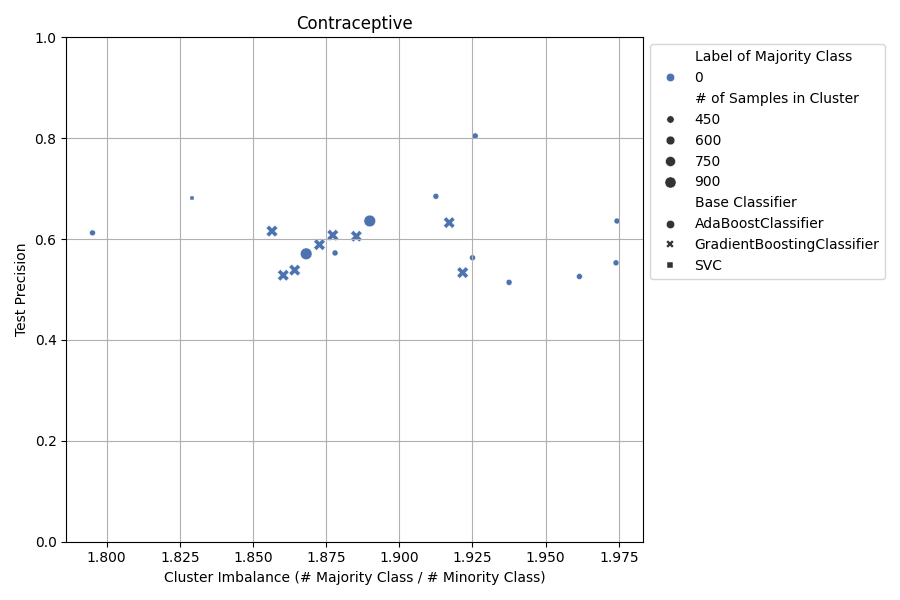 Contraceptive
Test Precision
1.0
0.8
0.6
0.4
0.2
0.0
1.800 1.825 1.850 1.875 1.900 1.925 1.950 1.975
Cluster Imbalance (# Majority Class / # Minority Class)
Label of Majority Class
0
# of Samples in Cluster
450
600
750
900
Base Classifier
AdaBoostClassifier
GradientBoostingClassifier
SVC